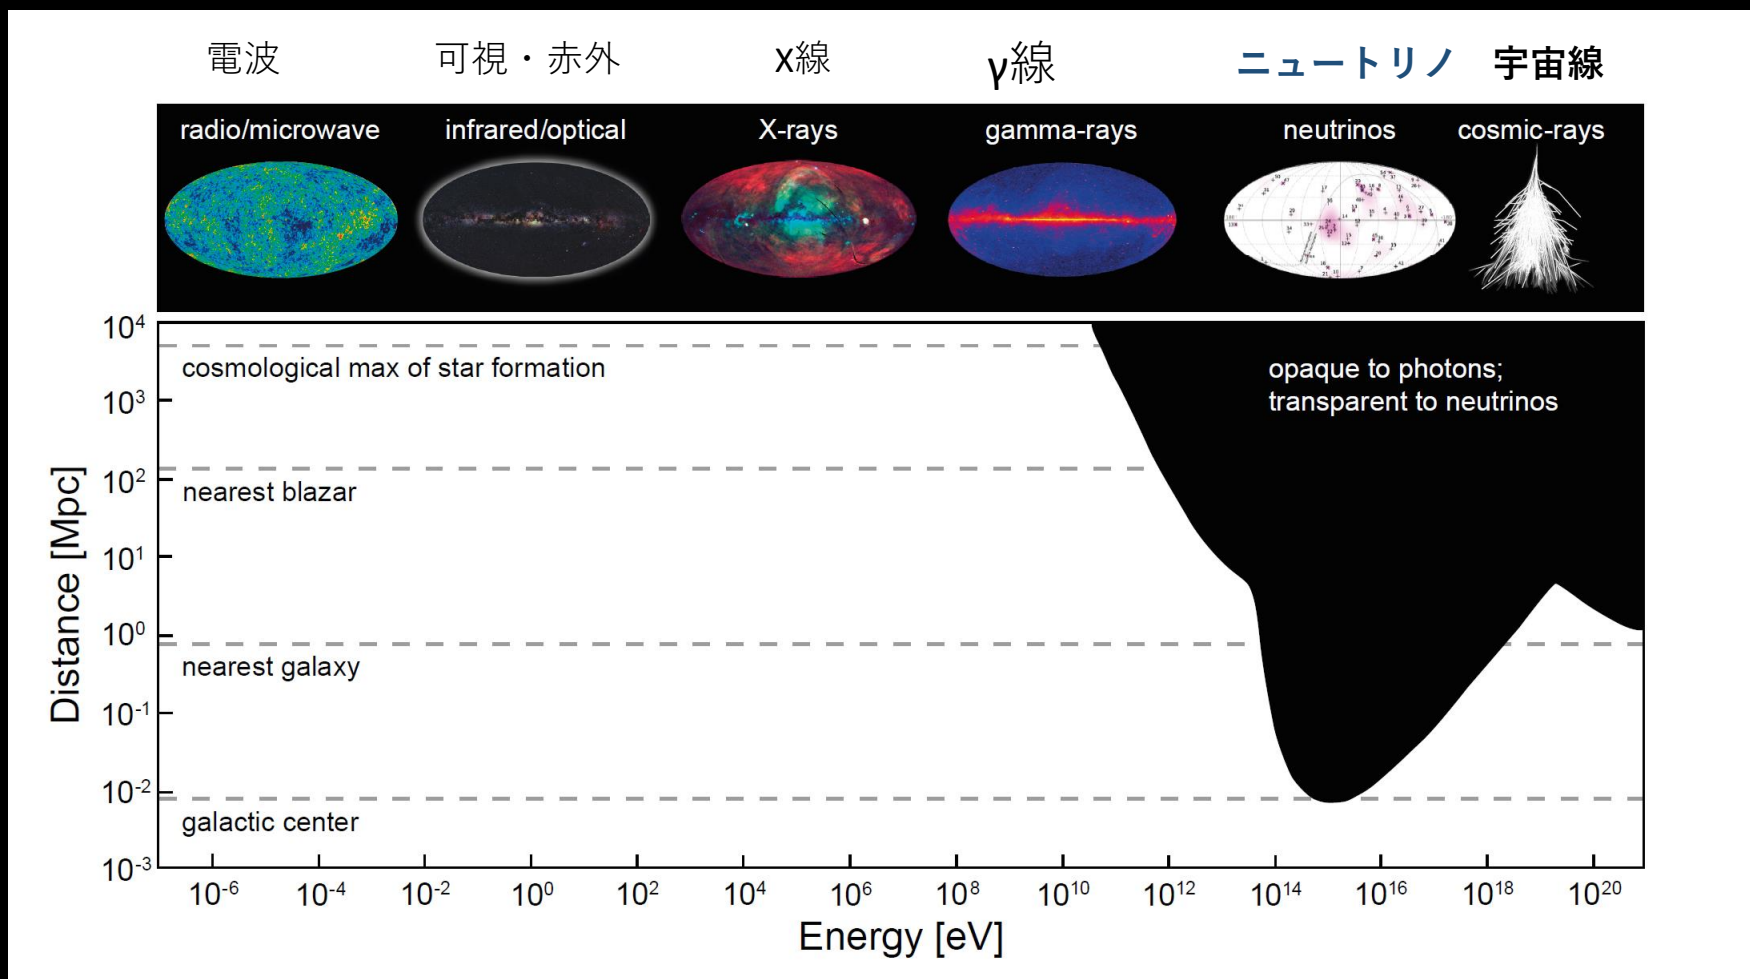 電波 可視・赤外 X線 γ線 ニュートリノ 宇宙線
radio/microwave infrared/optical X-rays gamma-rays neutrinos cosmic-rays
10⁴
cosmological max of star formation
opaque to photons;
transparent to neutrinos
10³
10²
nearest blazar
10¹
10⁰
nearest galaxy
10⁻¹
10⁻²
galactic center
10⁻³
Distance [Mpc]
10⁻⁶ 10⁻⁴ 10⁻² 10⁰ 10² 10⁴ 10⁶ 10⁸ 10¹⁰ 10¹² 10¹⁴ 10¹⁶ 10¹⁸ 10²⁰
Energy [eV]